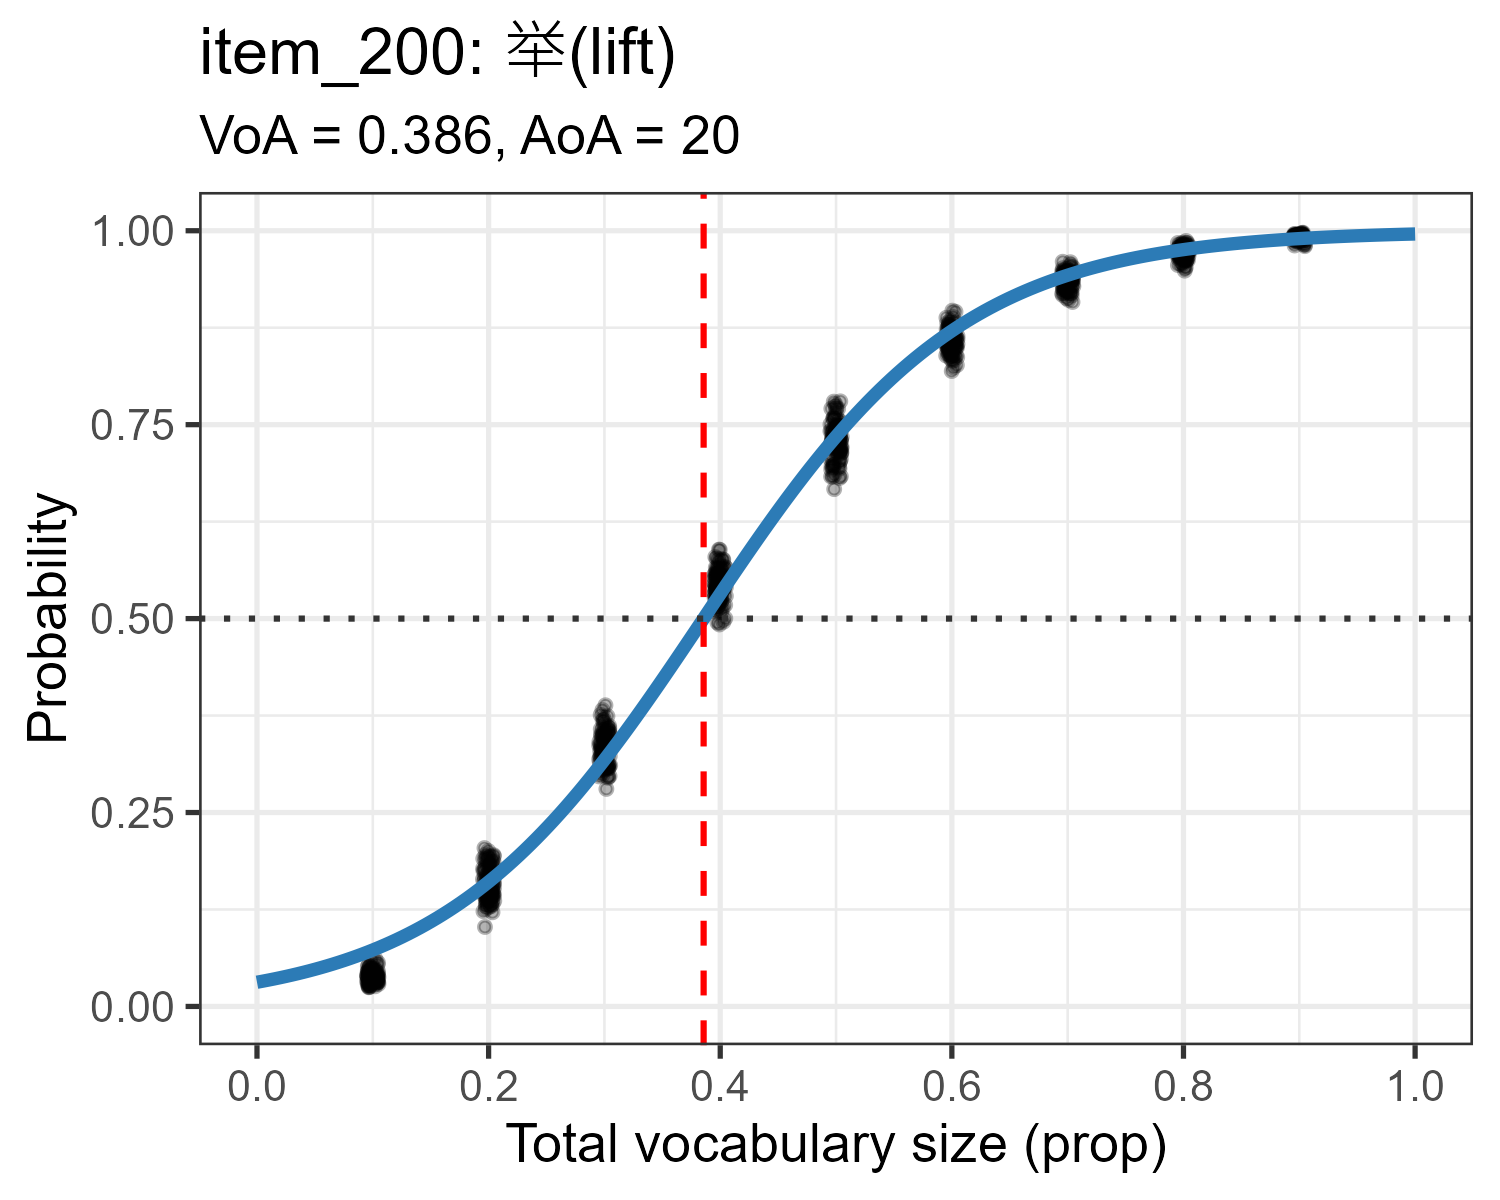 item_200: 举(lift)
VoA = 0.386, AoA = 20
1.00
0.75
0.50
0.25
0.00
Probability
0.0 0.2 0.4 0.6 0.8 1.0
Total vocabulary size (prop)